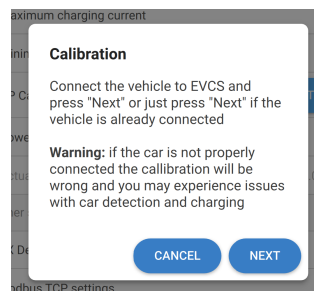 aximum charging current
Calibration
Connect the vehicle to EVCS and
press "Next" or just press "Next" if the
vehicle is already connected
Warning: if the car is not properly
connected the callibration will be
wrong and you may experience issues
with car detection and charging
CANCEL
NEXT
odbus TCP settings